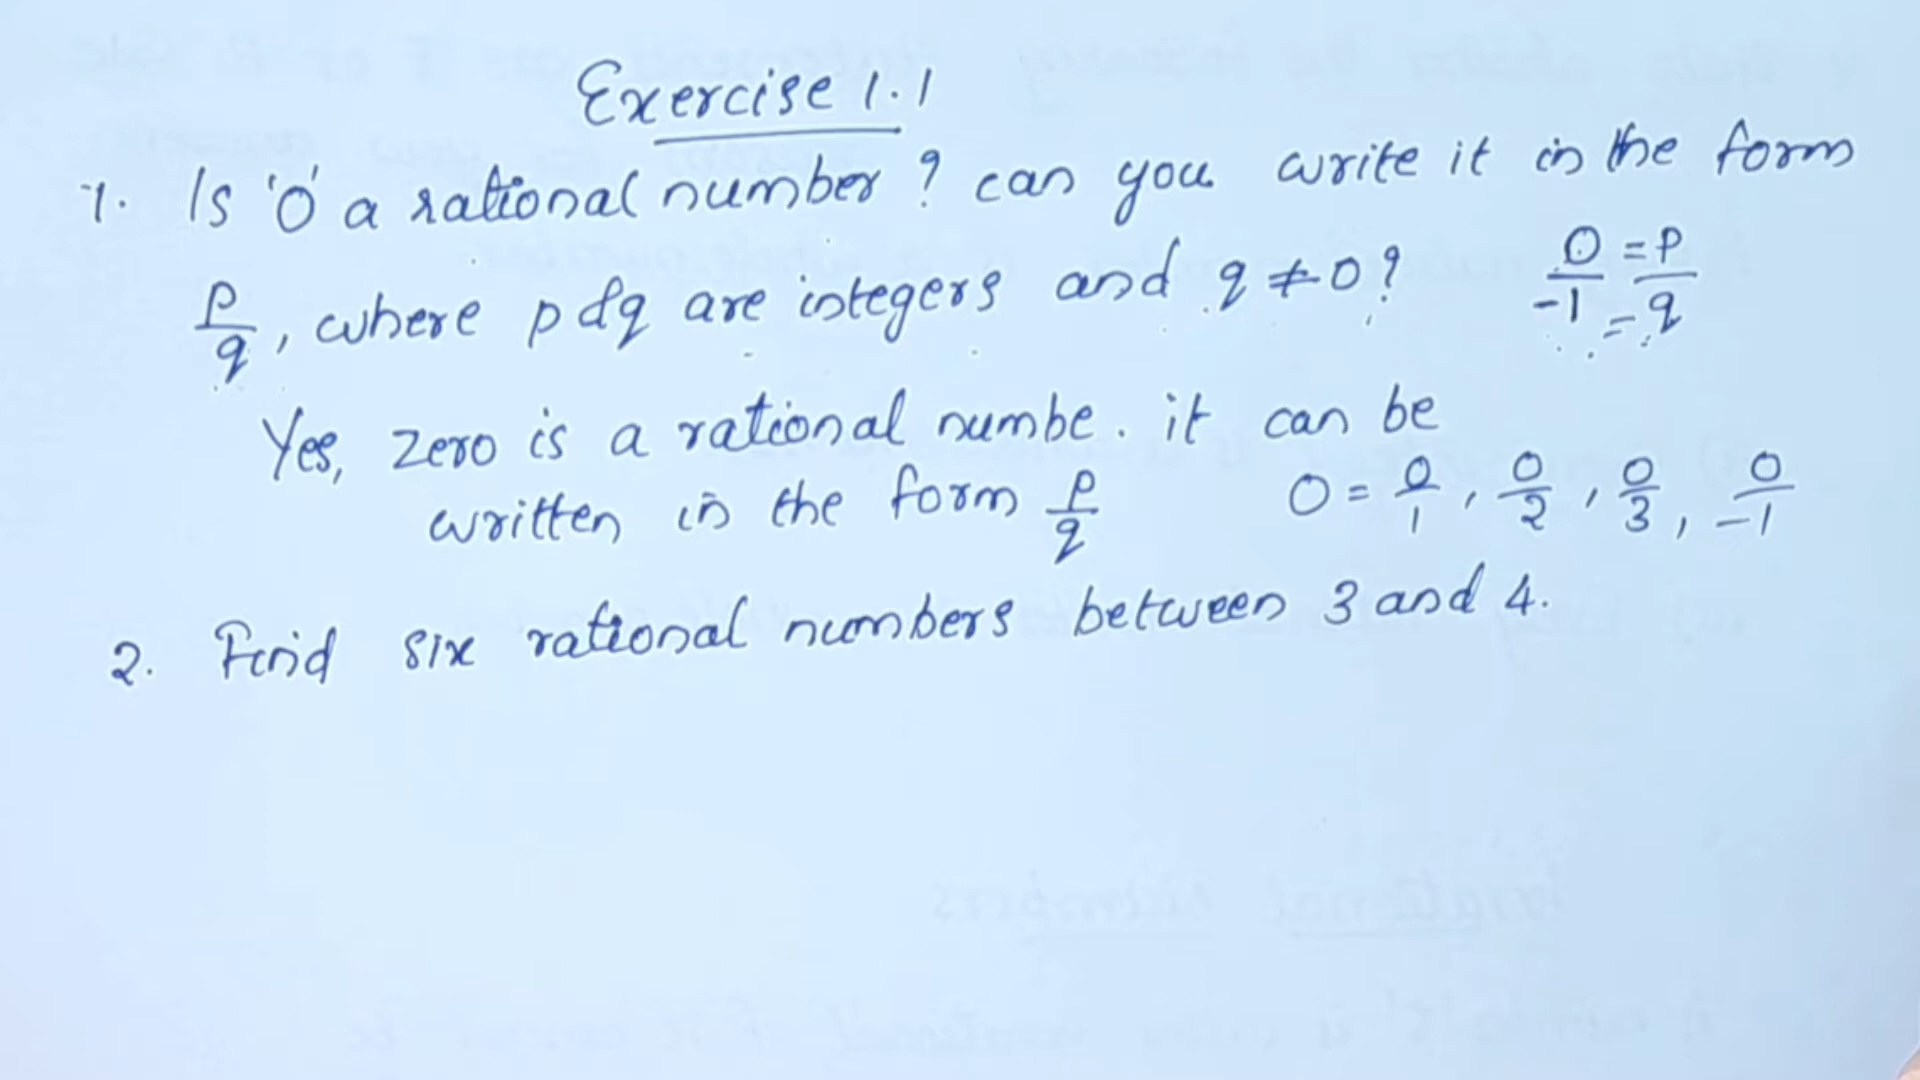 Exercise 1.1
1. Is '0' a rational number? can you write it in the form
p/q, where p & q are integers and q ≠ 0? 0/-1 = p/q
Yes, zero is a rational numbe. it can be
written in the form p/q 0 = 0/1, 0/2, 0/3, 0/-1
2. Find six rational numbers between 3 and 4.